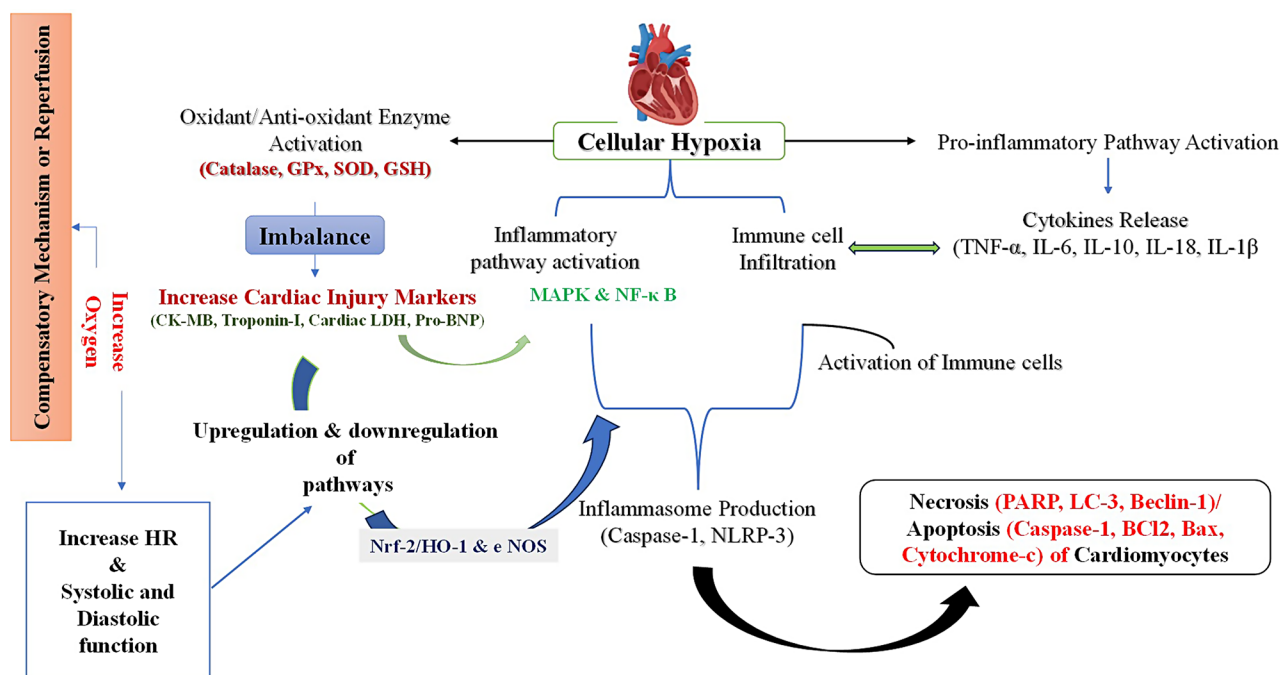 Compensatory Mechanism or Reperfusion
Increase
Oxygen
Increase HR
&
Systolic and
Diastolic
function
Oxidant/Anti-oxidant Enzyme
Activation
(Catalase, GPx, SOD, GSH)
Imbalance
Increase Cardiac Injury Markers
(CK-MB, Troponin-I, Cardiac LDH, Pro-BNP)
Upregulation & downregulation
of
pathways
Nrf-2/HO-1 & e NOS
Cellular Hypoxia
Inflammatory
pathway activation
MAPK & NF-κ B
Immune cell
Infiltration
Activation of Immune cells
Inflammasome Production
(Caspase-1, NLRP-3)
Pro-inflammatory Pathway Activation
Cytokines Release
(TNF-α, IL-6, IL-10, IL-18, IL-1β
Necrosis (PARP, LC-3, Beclin-1)/
Apoptosis (Caspase-1, BCl2, Bax,
Cytochrome-c) of Cardiomyocytes